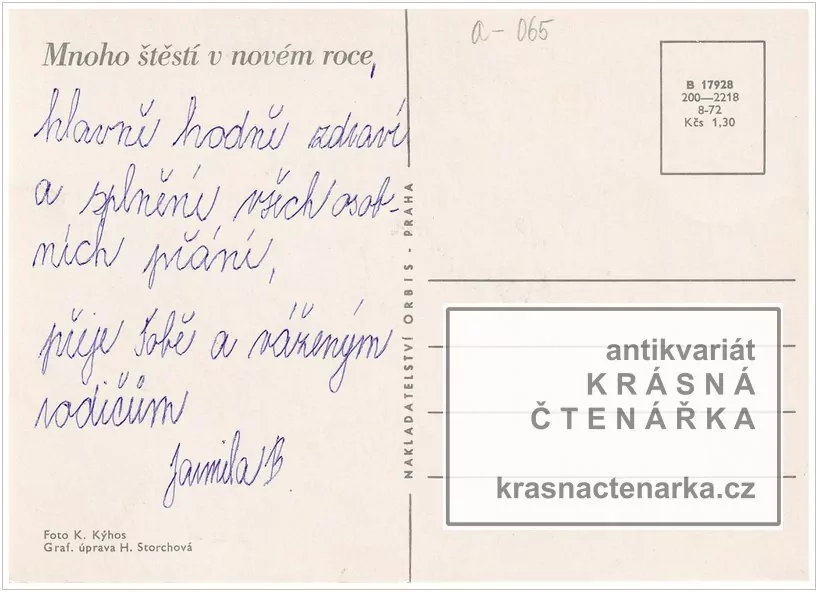 Mnoho štěstí v novém roce,
hlavně hodně zdraví
a splnění všech osob-
ních přání,
přeje Tobě a váženým
rodičům
Jarmila B
Foto K. Kýhos
Graf. úprava H. Storchová
NAKLADATELSTVÍ ORBIS - PRAHA
a - 065
B 17928
200—2218
8-72
Kčs 1,30
antikvariát
KRÁSNÁ
ČTENÁŘKA
krasnactenarka.cz